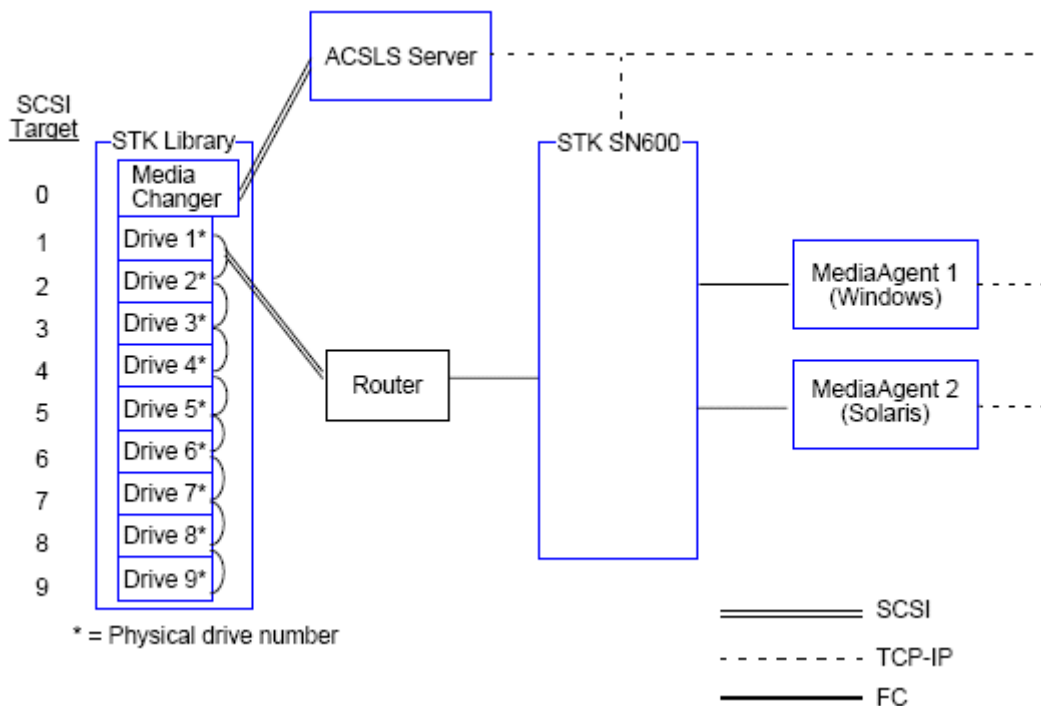 ACSLS Server
SCSI
Target
STK Library
STK SN600
Media
Changer
0
Drive 1*
1
Drive 2*
2
Drive 3*
3
Drive 4*
4
Drive 5*
5
Drive 6*
6
Drive 7*
7
Drive 8*
8
Drive 9*
9
Router
MediaAgent 1
(Windows)
MediaAgent 2
(Solaris)
* = Physical drive number
SCSI
TCP-IP
FC